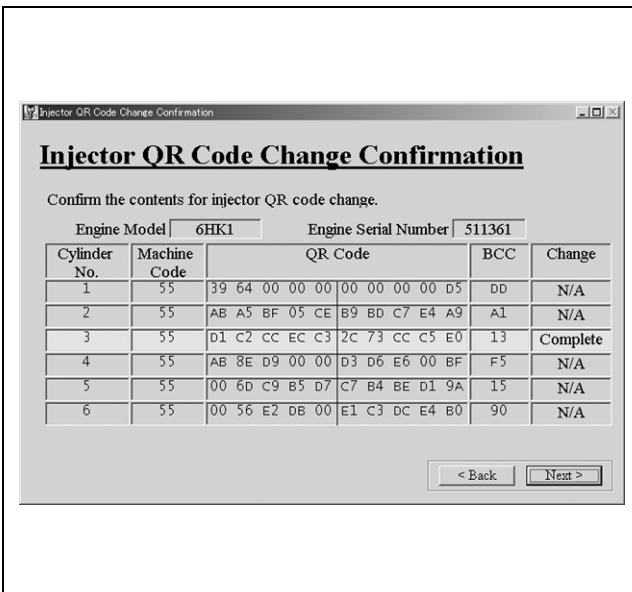 Injector QR Code Change Confirmation
Injector QR Code Change Confirmation
Confirm the contents for injector QR code change.
Engine Model 6HK1 Engine Serial Number 511361
Cylinder No. Machine Code QR Code BCC Change
1 55 39 64 00 00 00 00 00 00 00 D5 DD N/A
2 55 AB A5 BF 05 CE B9 BD C7 E4 A9 A1 N/A
3 55 D1 C2 CC EC C3 2C 73 CC C5 E0 13 Complete
4 55 AB 8E D9 00 00 D3 D6 E6 00 BF F5 N/A
5 55 00 6D C9 B5 D7 C7 B4 BE D1 9A 15 N/A
6 55 00 56 E2 DB 00 E1 C3 DC E4 B0 90 N/A
< Back Next >